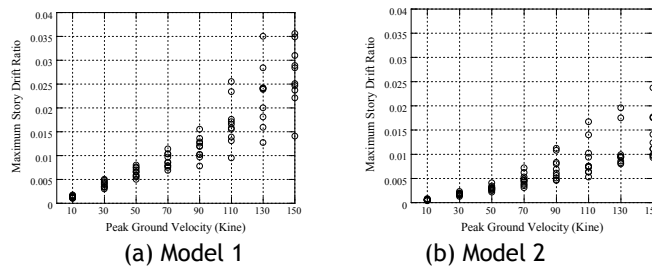 0.04
0.035
0.03
0.025
0.02
0.015
0.01
0.005
0
Maximum Story Drift Ratio
10 30 50 70 90 110 130 150
Peak Ground Velocity (Kine)
(a) Model 1
0.04
0.035
0.03
0.025
0.02
0.015
0.01
0.005
0
Maximum Story Drift Ratio
10 30 50 70 90 110 130 15
Peak Ground Velocity (Kine)
(b) Model 2